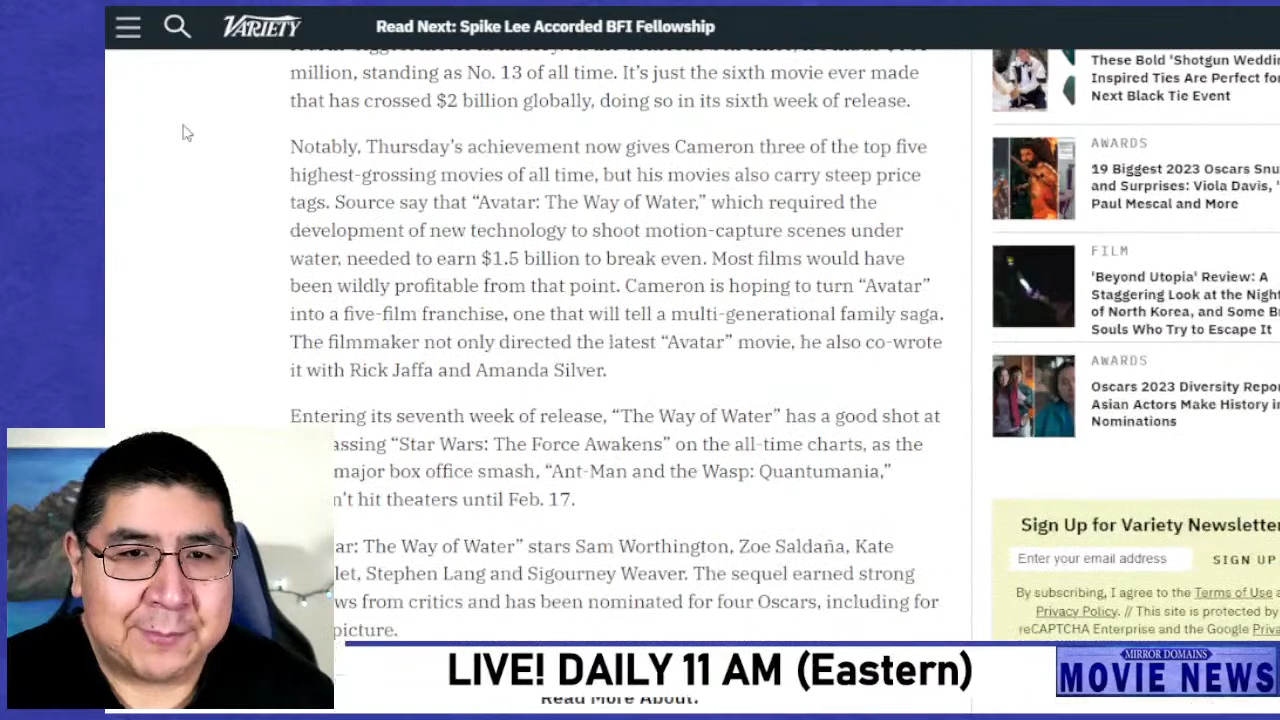 VARIETY
Read Next: Spike Lee Accorded BFI Fellowship
million, standing as No. 13 of all time. It's just the sixth movie ever made
that has crossed $2 billion globally, doing so in its sixth week of release.
Notably, Thursday's achievement now gives Cameron three of the top five
highest-grossing movies of all time, but his movies also carry steep price
tags. Source say that “Avatar: The Way of Water,” which required the
development of new technology to shoot motion-capture scenes under
water, needed to earn $1.5 billion to break even. Most films would have
been wildly profitable from that point. Cameron is hoping to turn “Avatar”
into a five-film franchise, one that will tell a multi-generational family saga.
The filmmaker not only directed the latest “Avatar” movie, he also co-wrote
it with Rick Jaffa and Amanda Silver.
Entering its seventh week of release, “The Way of Water” has a good shot at
assing “Star Wars: The Force Awakens” on the all-time charts, as the
major box office smash, “Ant-Man and the Wasp: Quantumania,”
n't hit theaters until Feb. 17.
ar: The Way of Water” stars Sam Worthington, Zoe Saldaña, Kate
let, Stephen Lang and Sigourney Weaver. The sequel earned strong
ws from critics and has been nominated for four Oscars, including for
picture.
Read More About:
These Bold 'Shotgun Weddin
Inspired Ties Are Perfect for
Next Black Tie Event
AWARDS
19 Biggest 2023 Oscars Snu
and Surprises: Viola Davis, '
Paul Mescal and More
FILM
'Beyond Utopia' Review: A
Staggering Look at the Night
of North Korea, and Some B
Souls Who Try to Escape It
AWARDS
Oscars 2023 Diversity Repo
Asian Actors Make History i
Nominations
Sign Up for Variety Newslette
Enter your email address
SIGN UP
By subscribing, I agree to the Terms of Use a
Privacy Policy. // This site is protected by
reCAPTCHA Enterprise and the Google Priva
LIVE! DAILY 11 AM (Eastern)
MIRROR DOMAINS
MOVIE NEWS